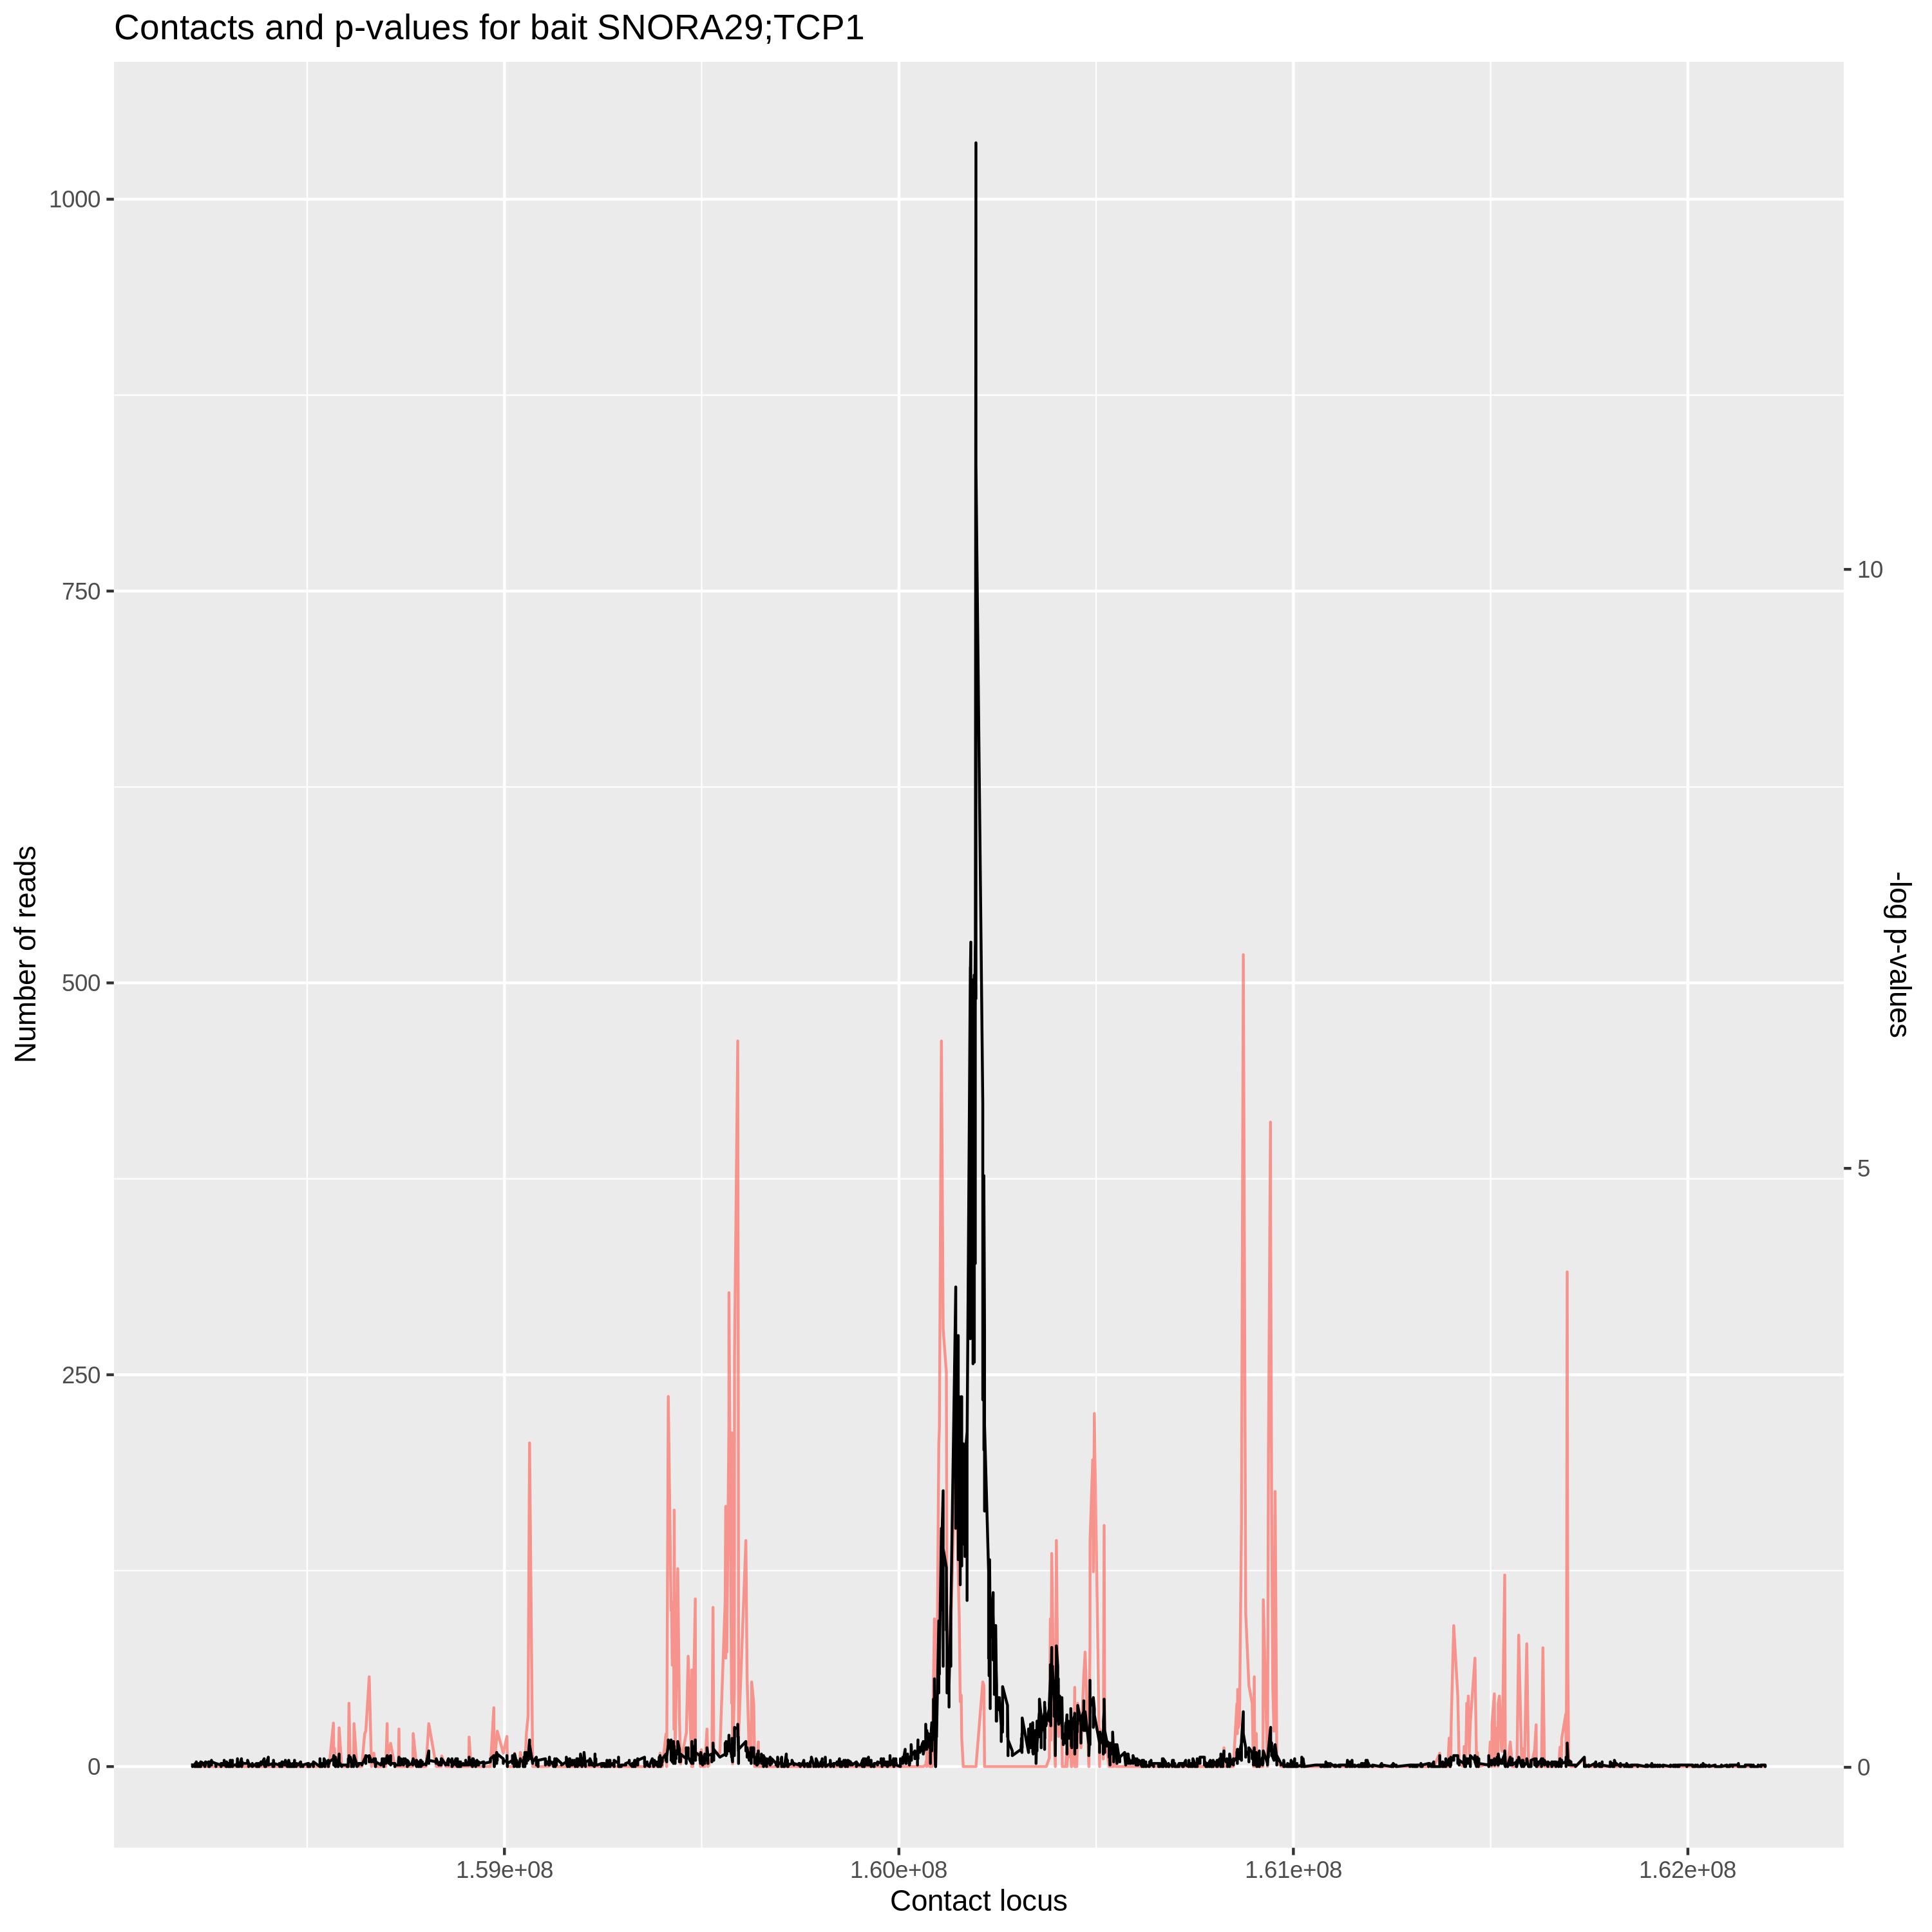 Contacts and p-values for bait SNORA29;TCP1
1000
750
500
250
0
Number of reads
10
5
0
-log p-values
1.59e+08
1.60e+08
1.61e+08
1.62e+08
Contact locus